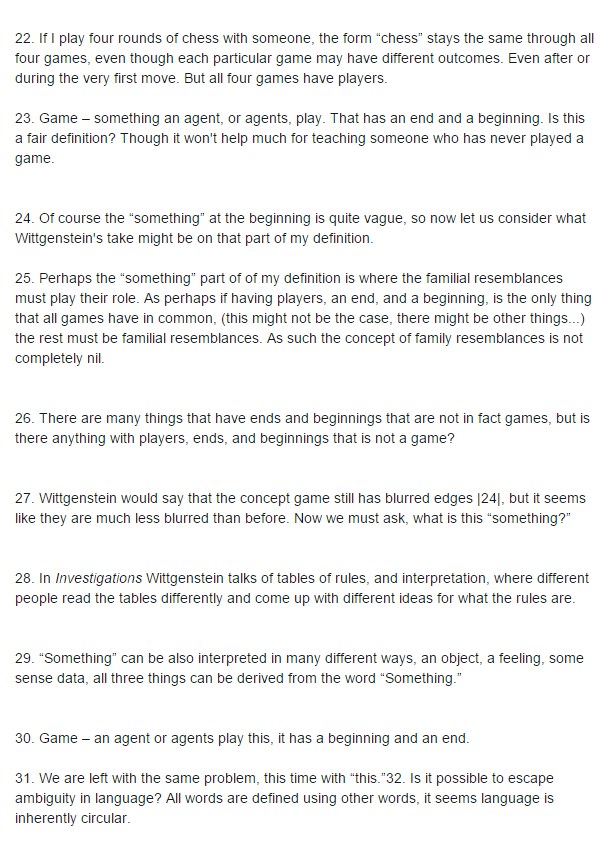 22. If I play four rounds of chess with someone, the form “chess” stays the same through all
four games, even though each particular game may have different outcomes. Even after or
during the very first move. But all four games have players.
23. Game – something an agent, or agents, play. That has an end and a beginning. Is this
a fair definition? Though it won't help much for teaching someone who has never played a
game.
24. Of course the “something” at the beginning is quite vague, so now let us consider what
Wittgenstein's take might be on that part of my definition.
25. Perhaps the “something” part of of my definition is where the familial resemblances
must play their role. As perhaps if having players, an end, and a beginning, is the only thing
that all games have in common, (this might not be the case, there might be other things...)
the rest must be familial resemblances. As such the concept of family resemblances is not
completely nil.
26. There are many things that have ends and beginnings that are not in fact games, but is
there anything with players, ends, and beginnings that is not a game?
27. Wittgenstein would say that the concept game still has blurred edges |24|, but it seems
like they are much less blurred than before. Now we must ask, what is this “something?”
28. In Investigations Wittgenstein talks of tables of rules, and interpretation, where different
people read the tables differently and come up with different ideas for what the rules are.
29. “Something” can be also interpreted in many different ways, an object, a feeling, some
sense data, all three things can be derived from the word “Something.”
30. Game – an agent or agents play this, it has a beginning and an end.
31. We are left with the same problem, this time with “this.”32. Is it possible to escape
ambiguity in language? All words are defined using other words, it seems language is
inherently circular.